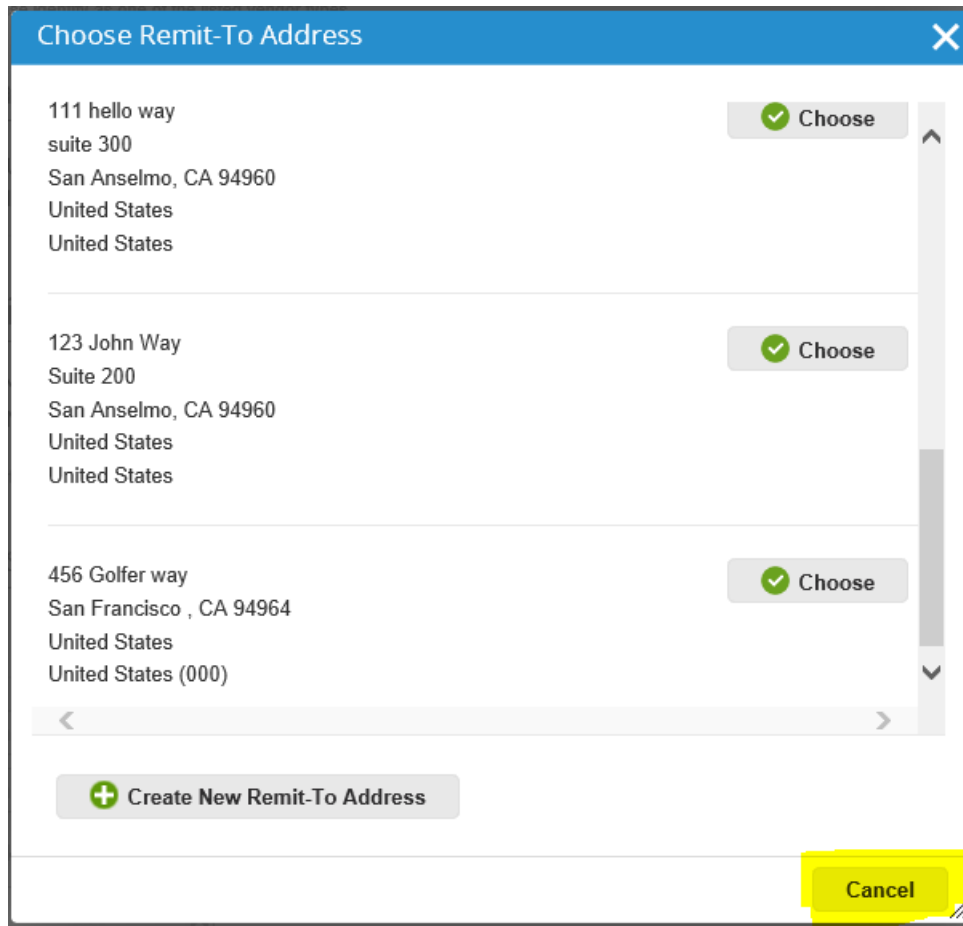 Choose Remit-To Address
111 hello way
suite 300
San Anselmo, CA 94960
United States
United States
Choose
123 John Way
Suite 200
San Anselmo, CA 94960
United States
United States
Choose
456 Golfer way
San Francisco , CA 94964
United States
United States (000)
Choose
Create New Remit-To Address
Cancel